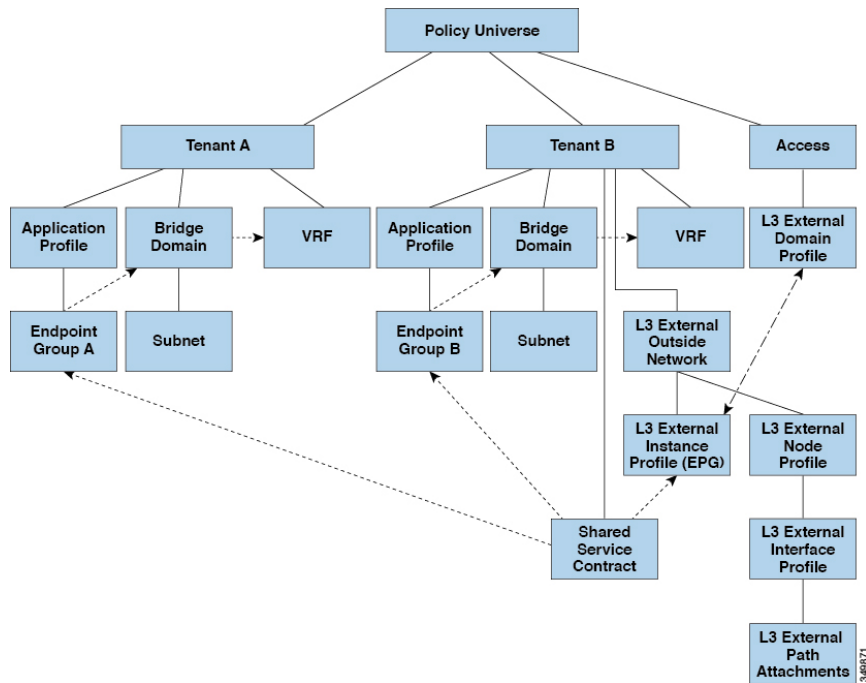 Policy Universe
Tenant A
Tenant B
Access
Application
Profile
Bridge
Domain
VRF
Application
Profile
Bridge
Domain
VRF
L3 External
Domain
Profile
Endpoint
Group A
Subnet
Endpoint
Group B
Subnet
L3 External
Outside
Network
L3 External
Instance
Profile (EPG)
L3 External
Node
Profile
Shared
Service
Contract
L3 External
Interface
Profile
L3 External
Path
Attachments
349871